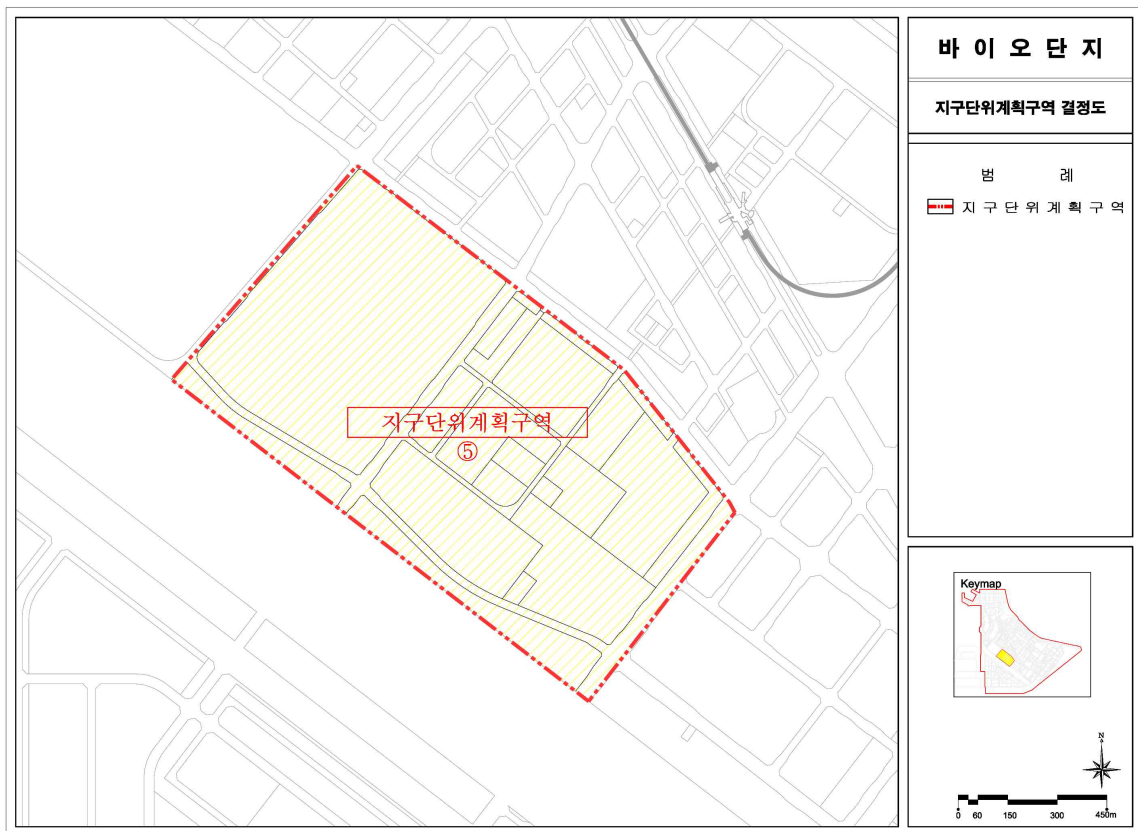 바 이 오 단 지
지구단위계획구역 결정도
범 례
지 구 단 위 계 획 구 역
지구단위계획구역
⑤
Keymap
N
0 60 150 300 450m